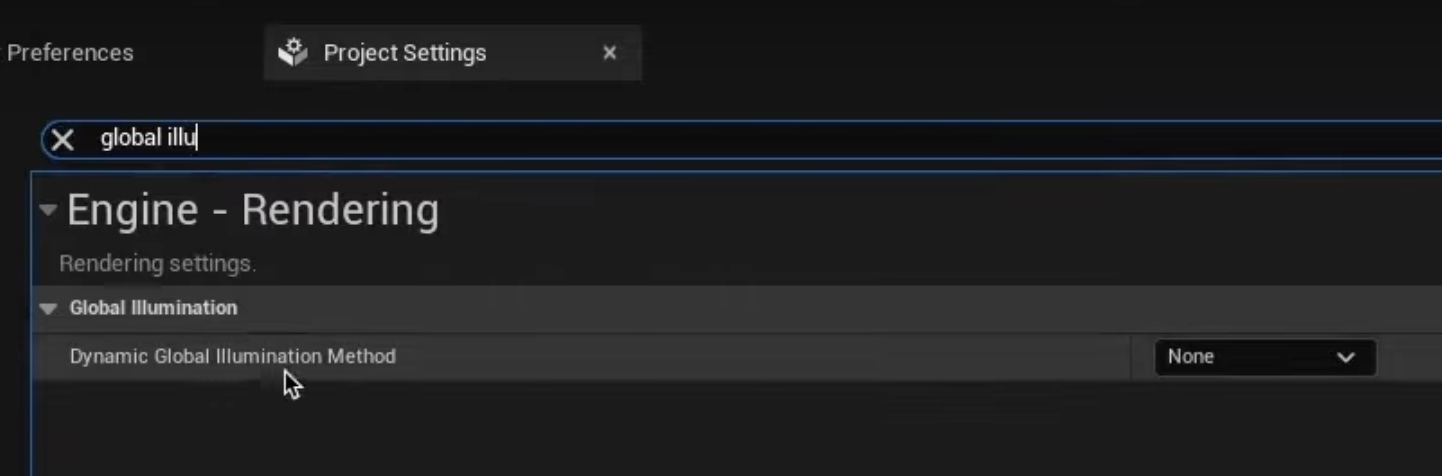 Preferences
Project Settings
global illu
Engine - Rendering
Rendering settings.
Global Illumination
Dynamic Global Illumination Method
None